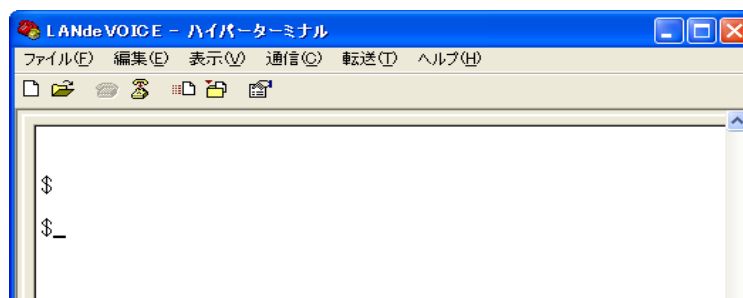 LANdeVOICE - ハイパーターミナル
ファイル(F) 編集(E) 表示(V) 通信(C) 転送(T) ヘルプ(H)
$
$_